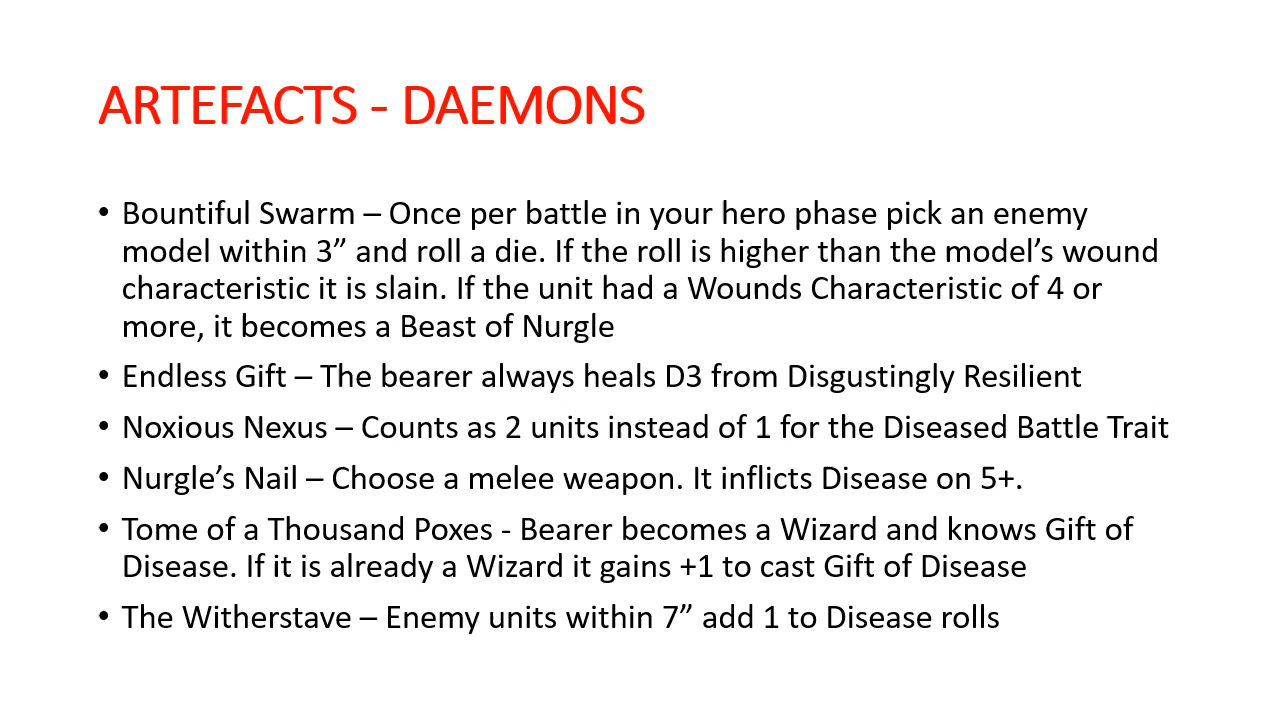 ARTEFACTS - DAEMONS
• Bountiful Swarm – Once per battle in your hero phase pick an enemy
model within 3” and roll a die. If the roll is higher than the model’s wound
characteristic it is slain. If the unit had a Wounds Characteristic of 4 or
more, it becomes a Beast of Nurgle
• Endless Gift – The bearer always heals D3 from Disgustingly Resilient
• Noxious Nexus – Counts as 2 units instead of 1 for the Diseased Battle Trait
• Nurgle’s Nail – Choose a melee weapon. It inflicts Disease on 5+.
• Tome of a Thousand Poxes - Bearer becomes a Wizard and knows Gift of
Disease. If it is already a Wizard it gains +1 to cast Gift of Disease
• The Witherstave – Enemy units within 7” add 1 to Disease rolls